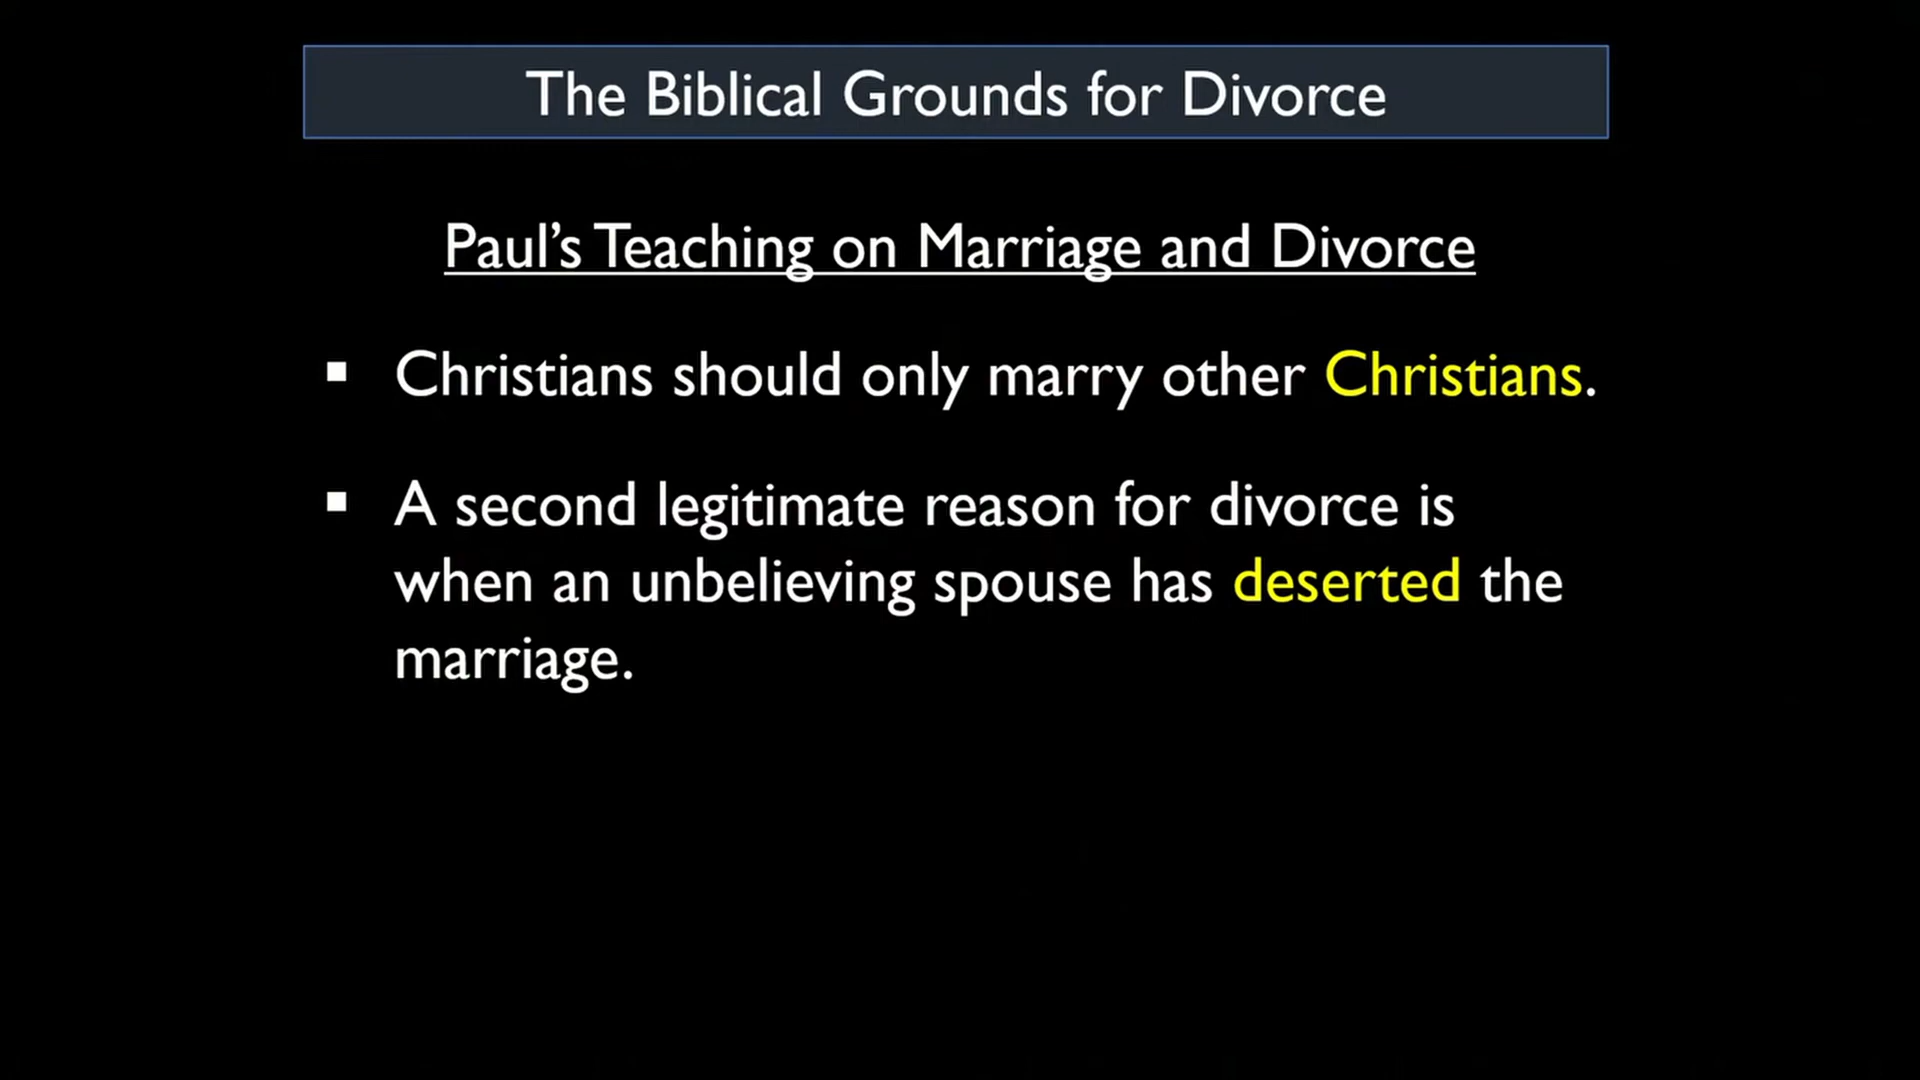 The Biblical Grounds for Divorce
Paul’s Teaching on Marriage and Divorce
▪ Christians should only marry other Christians.
▪ A second legitimate reason for divorce is
when an unbelieving spouse has deserted the
marriage.